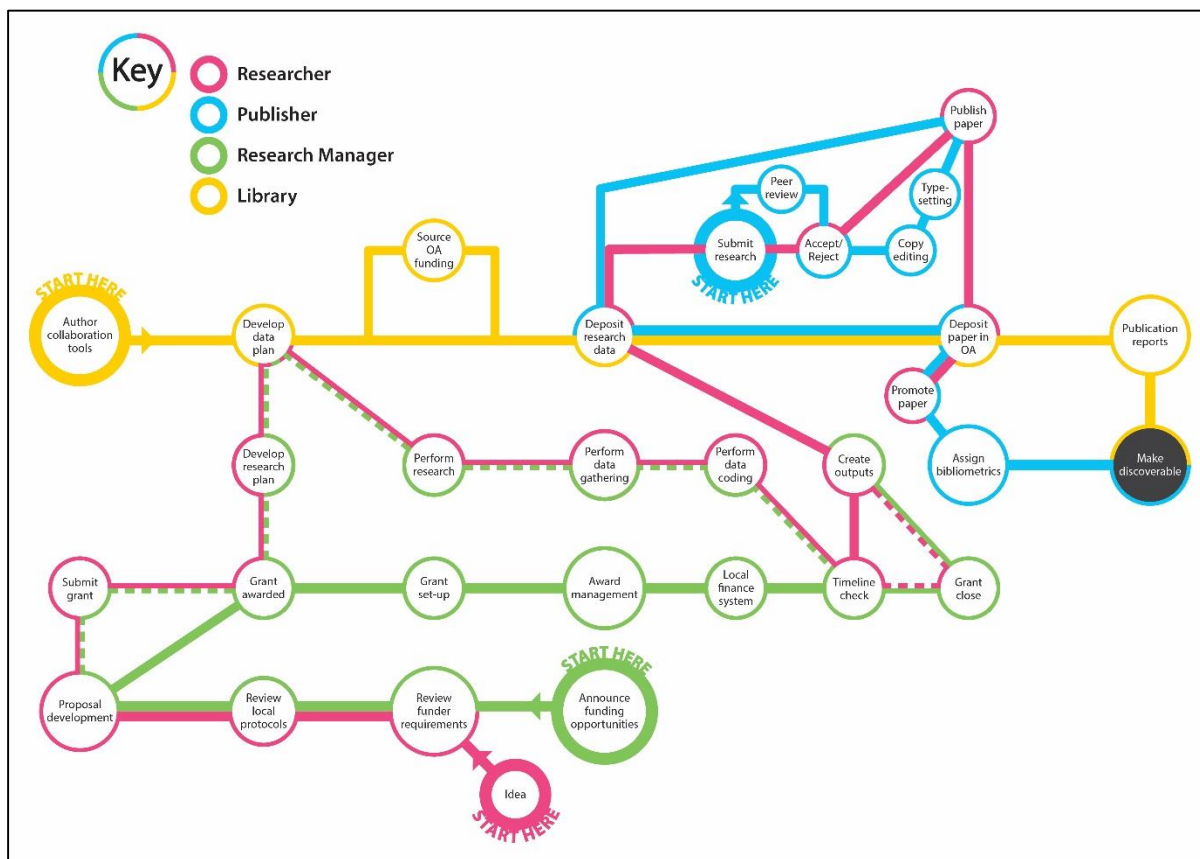 Key
Researcher
Publisher
Research Manager
Library
Publish
paper
Peer
review
Type-
setting
Submit
research
START HERE
Accept/
Reject
Copy
editing
Source
OA
funding
START HERE
Author
collaboration
tools
Develop
data
plan
Deposit
research
data
Deposit
paper in
OA
Publication
reports
Promote
paper
Develop
research
plan
Perform
research
Perform
data
gathering
Perform
data
coding
Create
outputs
Assign
bibliometrics
Make
discoverable
Submit
grant
Grant
awarded
Grant
set-up
Award
management
Local
finance
system
Timeline
check
Grant
close
Proposal
development
Review
local
protocols
Review
funder
requirements
START HERE
Announce
funding
opportunities
Idea
START HERE